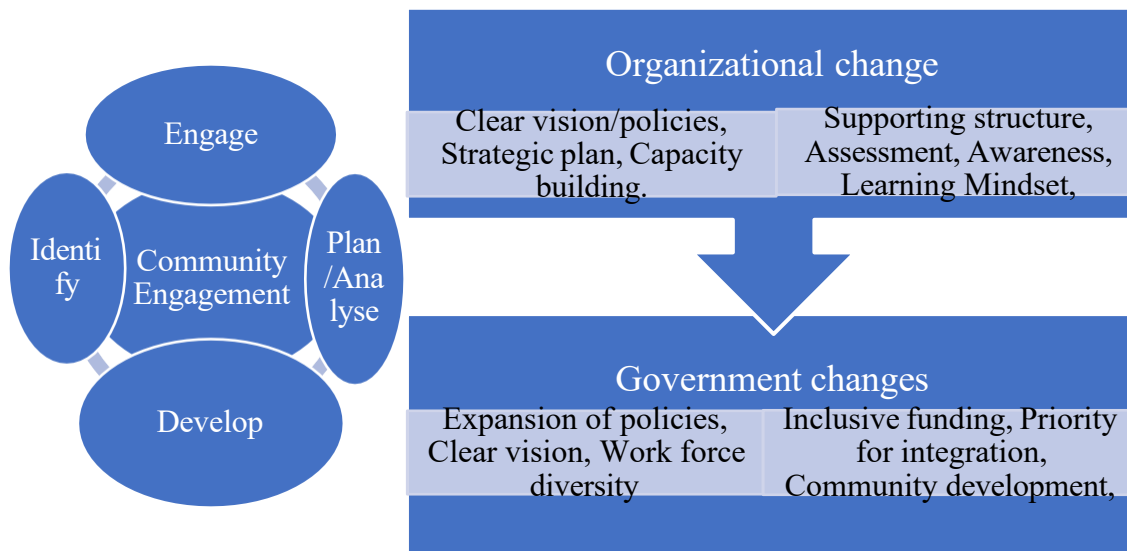 Engage
Identi
fy
Community
Engagement
Plan
/Ana
lyse
Develop
Organizational change
Clear vision/policies,
Strategic plan, Capacity
building.
Supporting structure,
Assessment, Awareness,
Learning Mindset,
Government changes
Expansion of policies,
Clear vision, Work force
diversity
Inclusive funding, Priority
for integration,
Community development,